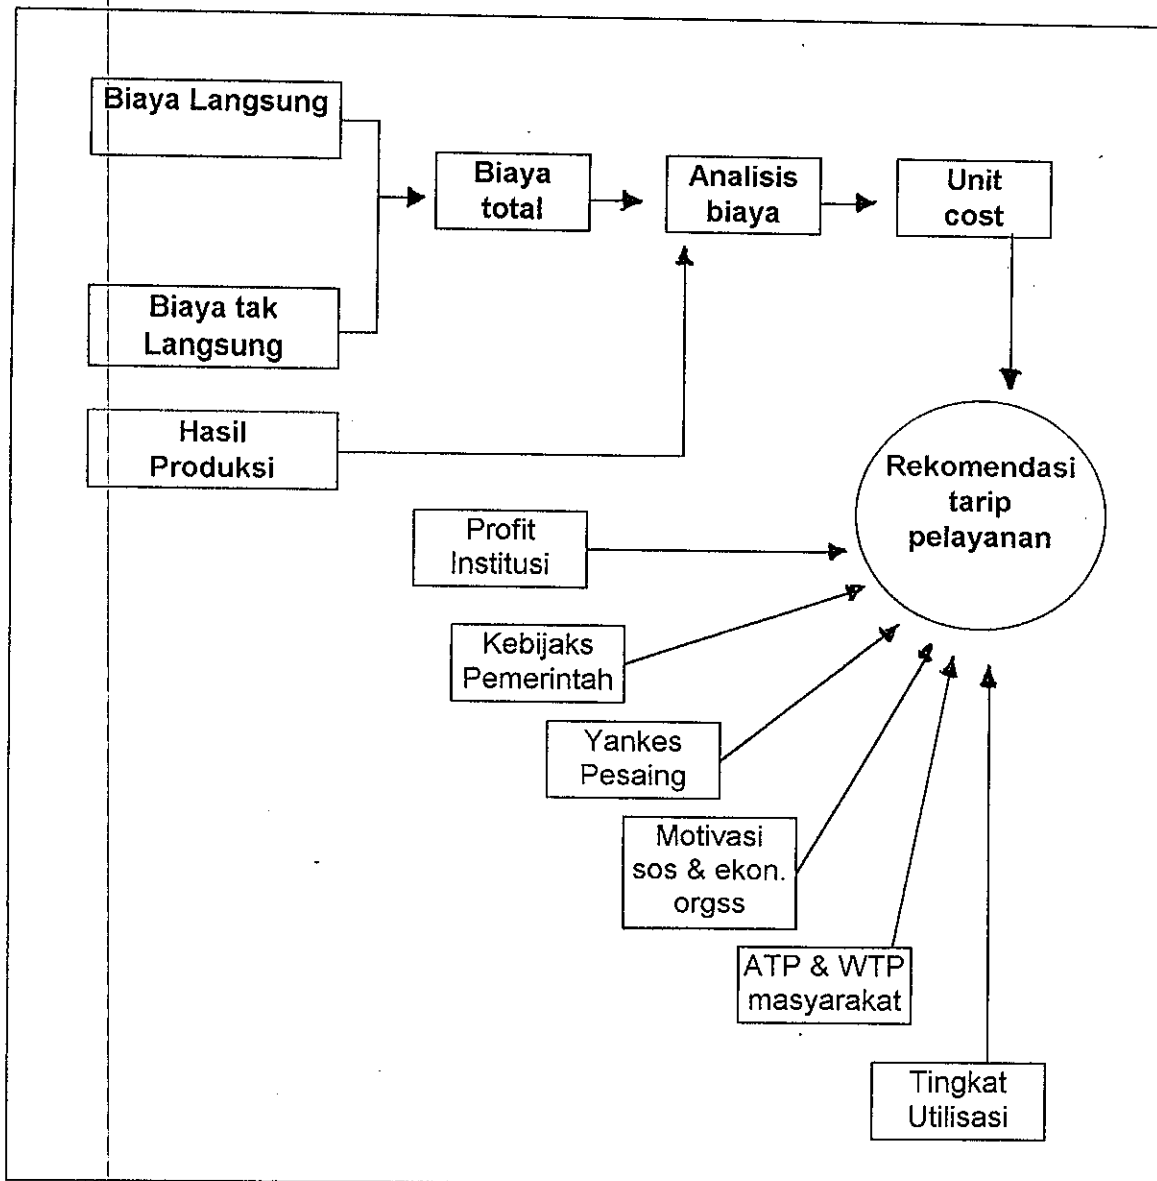 Biaya Langsung
Biaya
total
Analisis
biaya
Unit
cost
Biaya tak
Langsung
Hasil
Produksi
Rekomendasi
tarip
pelayanan
Profit
Institusi
Kebijaks
Pemerintah
Yankes
Pesaing
Motivasi
sos & ekon.
orgss
ATP & WTP
masyarakat
Tingkat
Utilisasi